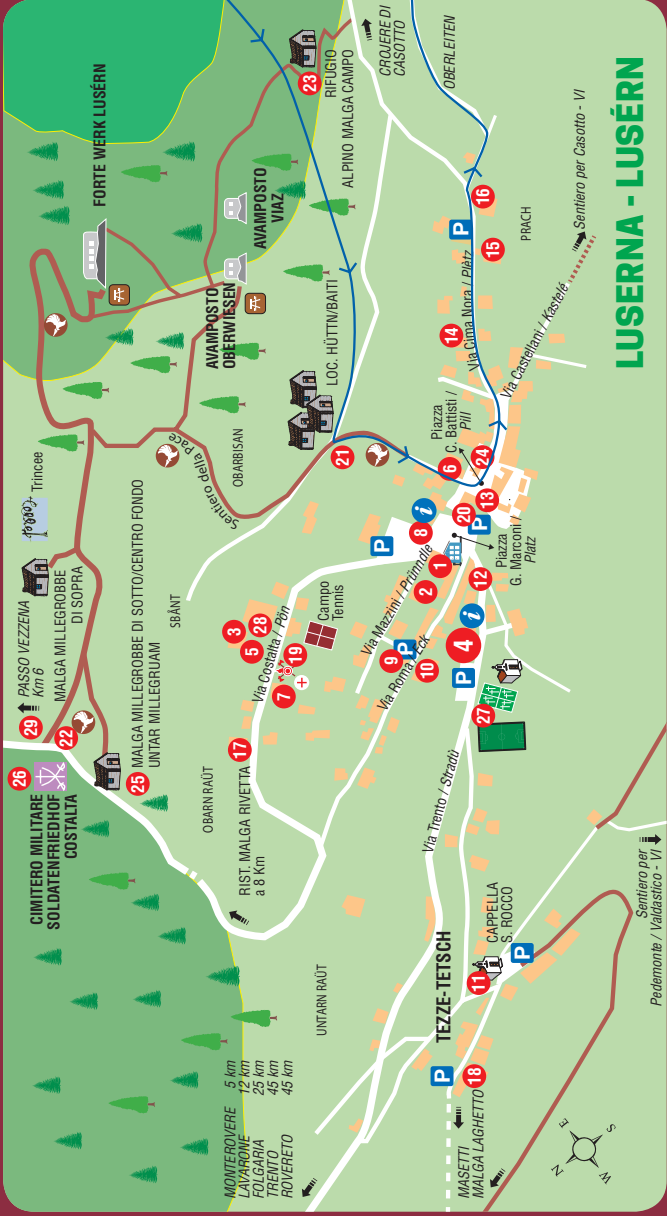 LUSERNA - LUSÉRN
FORTE WERK LUSÉRN
AVAMPOSTO
VIAZ
AVAMPOSTO
OBERWIESEN
23
RIFUGIO
ALPINO MALGA CAMPO
CROJERE DI
CASOTTO
OBERLEITEN
LOC. HÜTTN/BAITI
21
Sentiero della Pace
OBARBISAN
Trincee
SBÄNT
29
PASSO VEZZENA
Km 6
MALGA MILLEGROBBE
DI SOPRA
22
25
MALGA MILLEGROBBE DI SOTTO/CENTRO FONDO
UNTAR MILLEGRUAM
26
CIMITERO MILITARE
SOLDATENFRIEDHOF
COSTALTA
OBARN RAÜT
17
RIST. MALGA RIVETTA
a 8 Km
UNTARN RAÜT
MONTEROVERE 5 km
LAVARONE 12 km
FOLGARIA 25 km
TRENTO 45 km
ROVERETO 45 km
3
28
5
19
7
Via Costalta / Pön
Campo
Tennis
P
8
i
6
Piazza
C. Battisti /
Pill
24
13
20
P
Piazza
G. Marconi /
Platz
1
2
Via Mazzini / Pründle
9
P
10
Via Roma / Eck
12
i
4
P
27
14
Via Cima Nora / Plètz
P
15
16
PRACH
Via Castellani / Kastelé
Sentiero per Casotto - VI
Via Trento / Stradù
TEZZE-TETSCH
11
CAPPELLA
S. ROCCO
P
P
18
MASETTI
MALGA LAGHETTO
Sentiero per
Pedemonte / Valdastico - VI
N
E
S
W